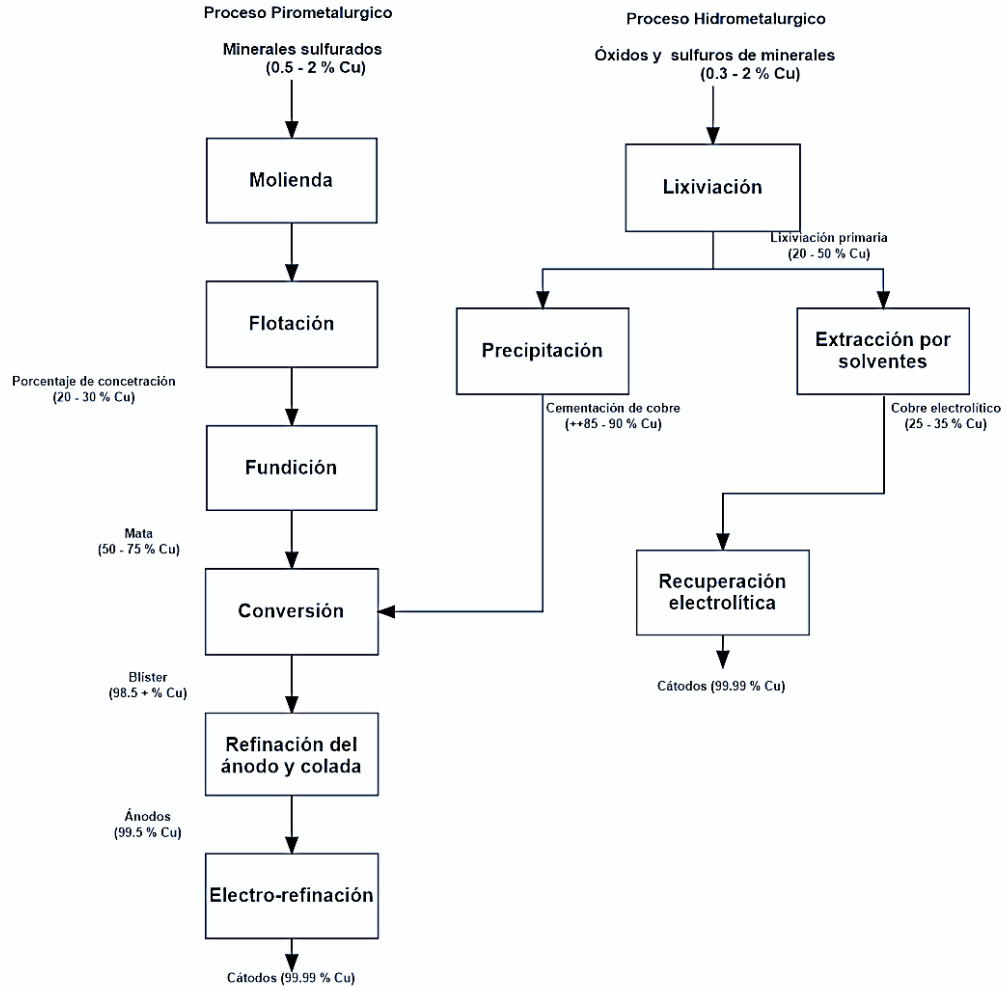 Proceso Pirometalurgico
Minerales sulfurados
(0.5 - 2 % Cu)
Molienda
Flotación
Porcentaje de concetración
(20 - 30 % Cu)
Fundición
Mata
(50 - 75 % Cu)
Conversión
Blíster
(98.5 + % Cu)
Refinación del
ánodo y colada
Ánodos
(99.5 % Cu)
Electro-refinación
Cátodos (99.99 % Cu)
Proceso Hidrometalurgico
Óxidos y sulfuros de minerales
(0.3 - 2 % Cu)
Lixiviación
Lixiviación primaria
(20 - 50 % Cu)
Precipitación
Cementación de cobre
(++85 - 90 % Cu)
Extracción por
solventes
Cobre electrolítico
(25 - 35 % Cu)
Recuperación
electrolítica
Cátodos (99.99 % Cu)